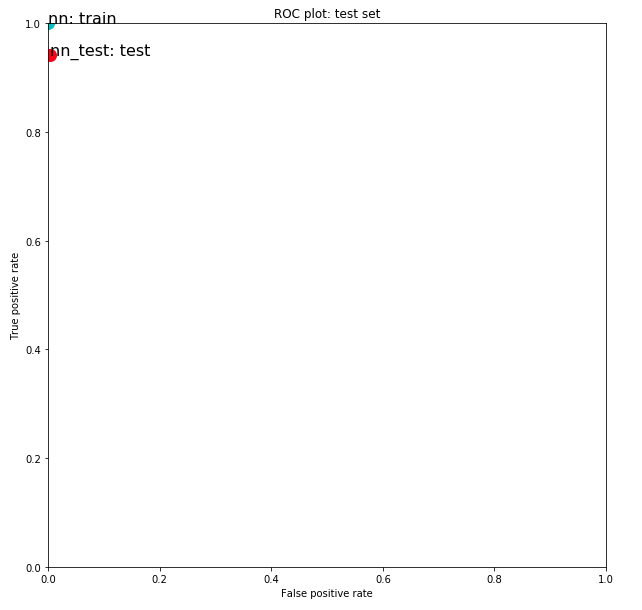 ROC plot: test set
nn: train
nn_test: test
1.0
0.8
0.6
0.4
0.2
0.0
True positive rate
0.0 0.2 0.4 0.6 0.8 1.0
False positive rate